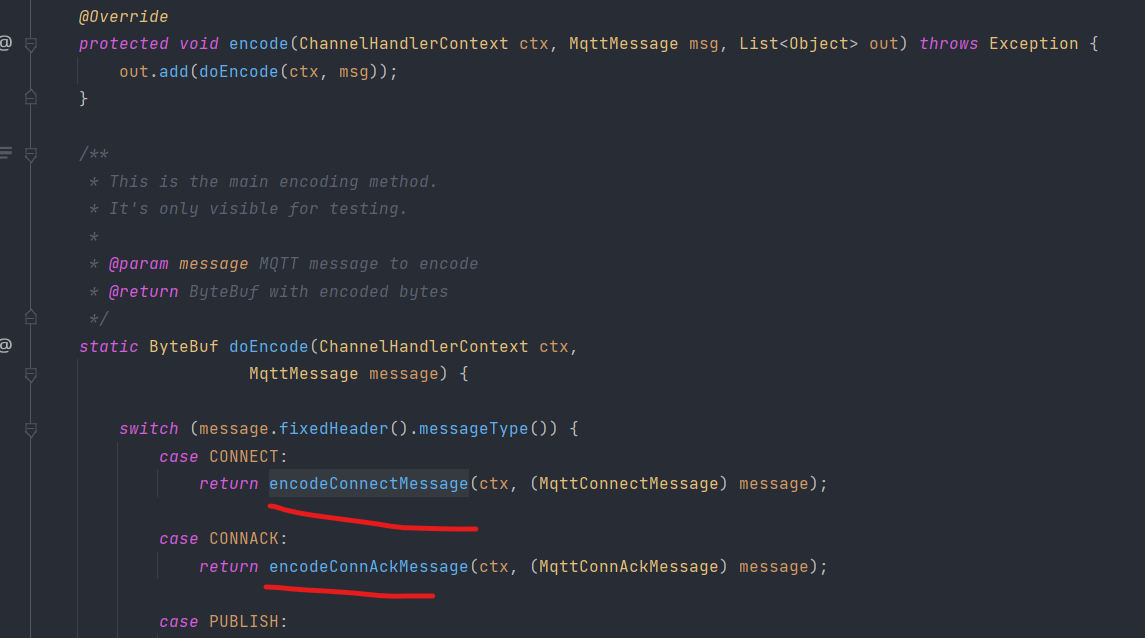 @Override
protected void encode(ChannelHandlerContext ctx, MqttMessage msg, List<Object> out) throws Exception {
out.add(doEncode(ctx, msg));
}
/**
* This is the main encoding method.
* It's only visible for testing.
*
* @param message MQTT message to encode
* @return ByteBuf with encoded bytes
*/
static ByteBuf doEncode(ChannelHandlerContext ctx,
MqttMessage message) {
switch (message.fixedHeader().messageType()) {
case CONNECT:
return encodeConnectMessage(ctx, (MqttConnectMessage) message);
case CONNACK:
return encodeConnAckMessage(ctx, (MqttConnAckMessage) message);
case PUBLISH: